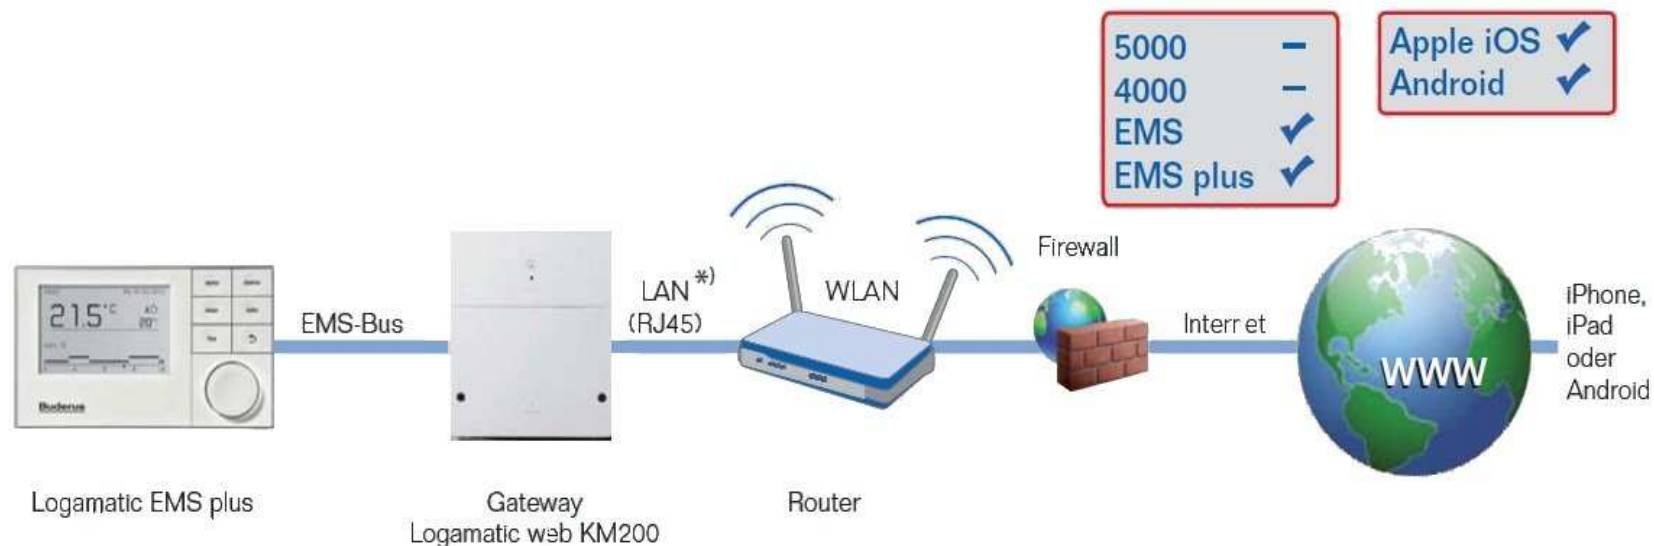 5000 –
4000 –
EMS ✔
EMS plus ✔
Apple iOS ✔
Android ✔
Firewall
LAN *)
(RJ45)
WLAN
EMS-Bus
Interr et
21.5°C
Buderus
www
iPhone,
iPad
oder
Android
Logamatic EMS plus
Gateway
Logamatic web KM200
Router